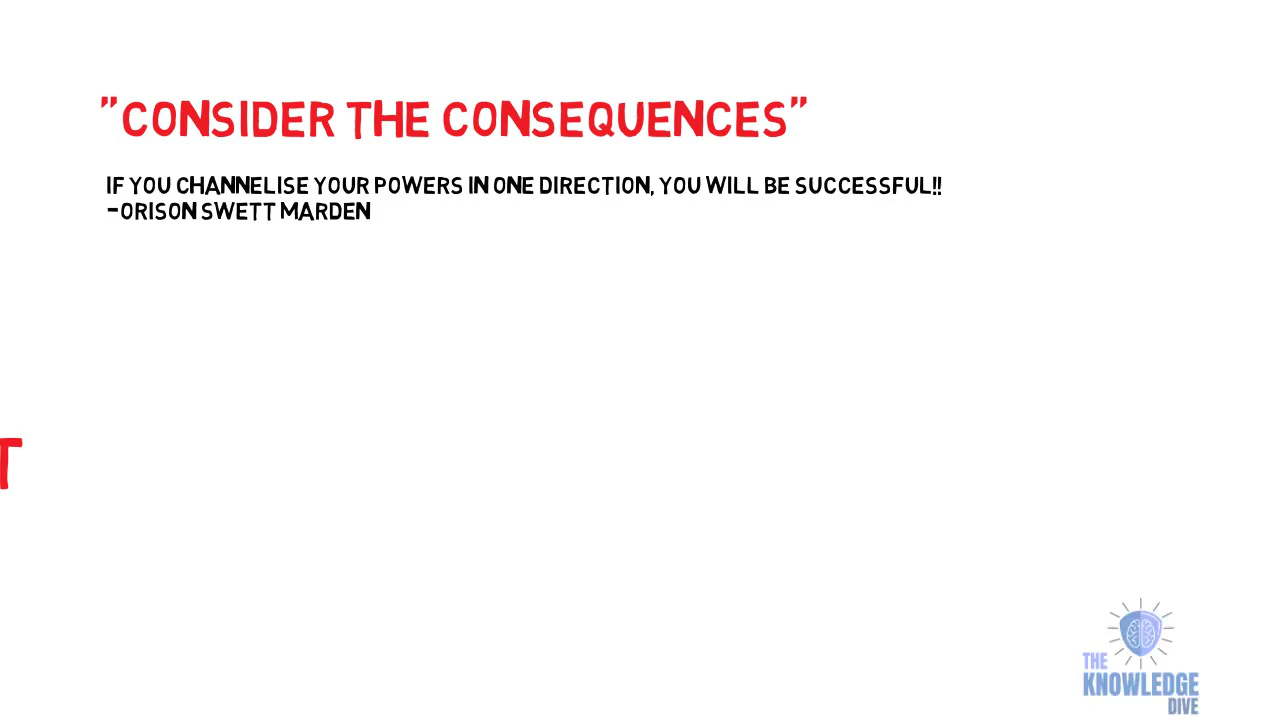 "CONSIDER THE CONSEQUENCES"
IF YOU CHANNELISE YOUR POWERS IN ONE DIRECTION, YOU WILL BE SUCCESSFUL!!
-ORISON SWETT MARDEN
T
THE
KNOWLEDGE
DIVE